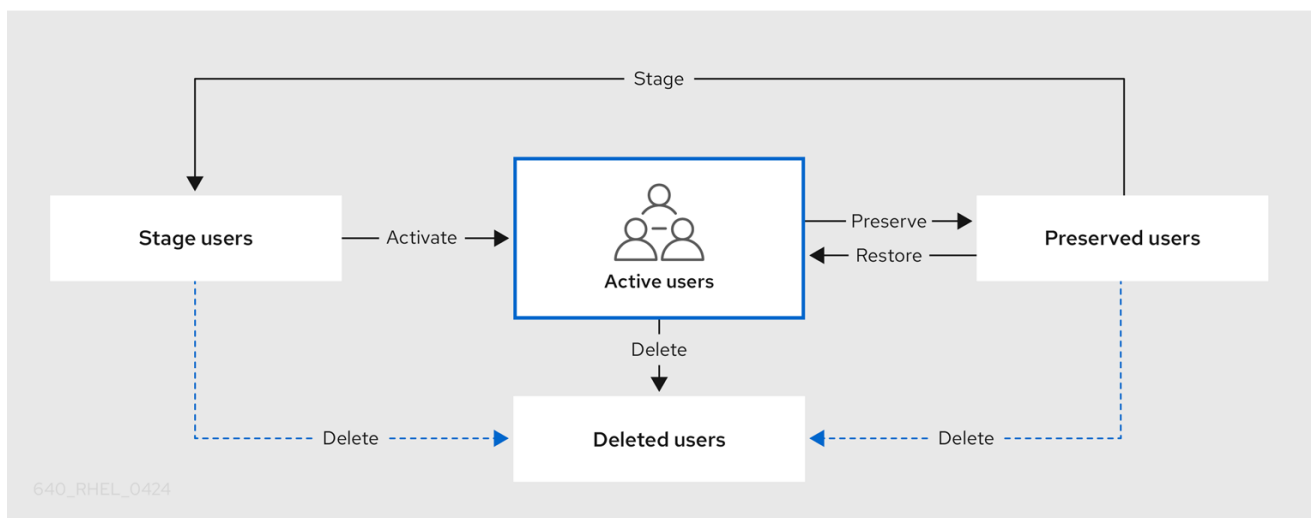 Stage
Stage users
Activate
Active users
Preserve
Restore
Preserved users
Delete
Delete
Deleted users
Delete
640_RHEL_0424